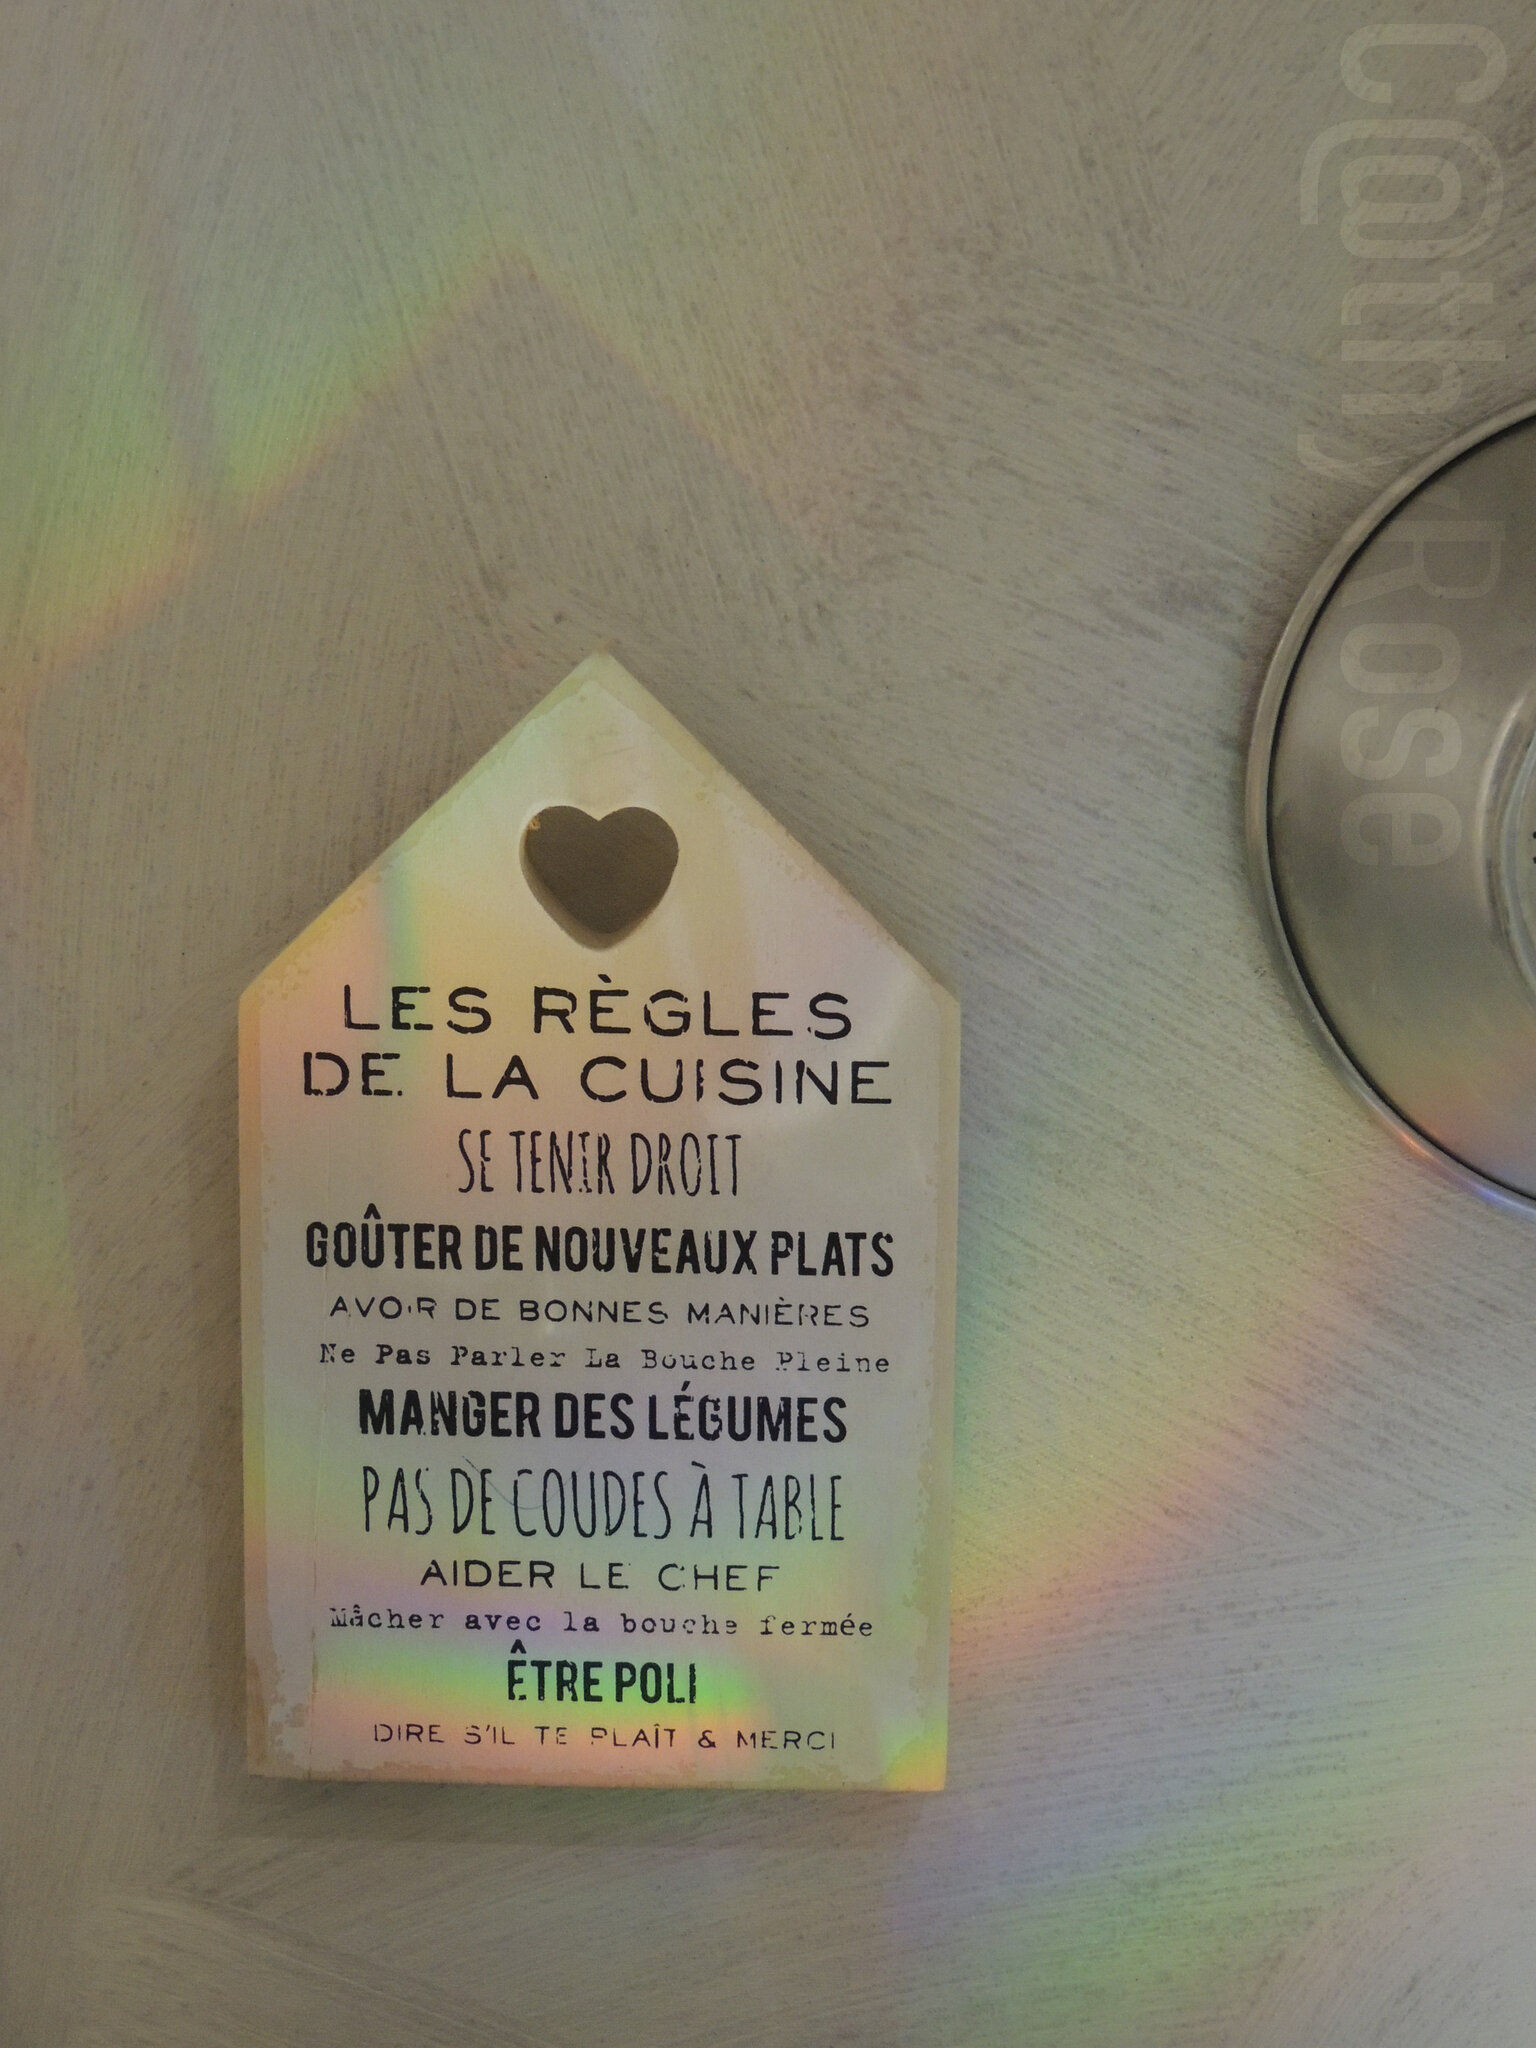 C@thyRose
LES RÈGLES
DE LA CUISINE
SE TENIR DROIT
GOÛTER DE NOUVEAUX PLATS
AVOIR DE BONNES MANIÈRES
Ne Pas Parler La Bouche Pleine
MANGER DES LÉGUMES
PAS DE COUDES À TABLE
AIDER LE CHEF
Mâcher avec la bouche fermée
ÊTRE POLI
DIRE S'IL TE PLAÎT & MERCI